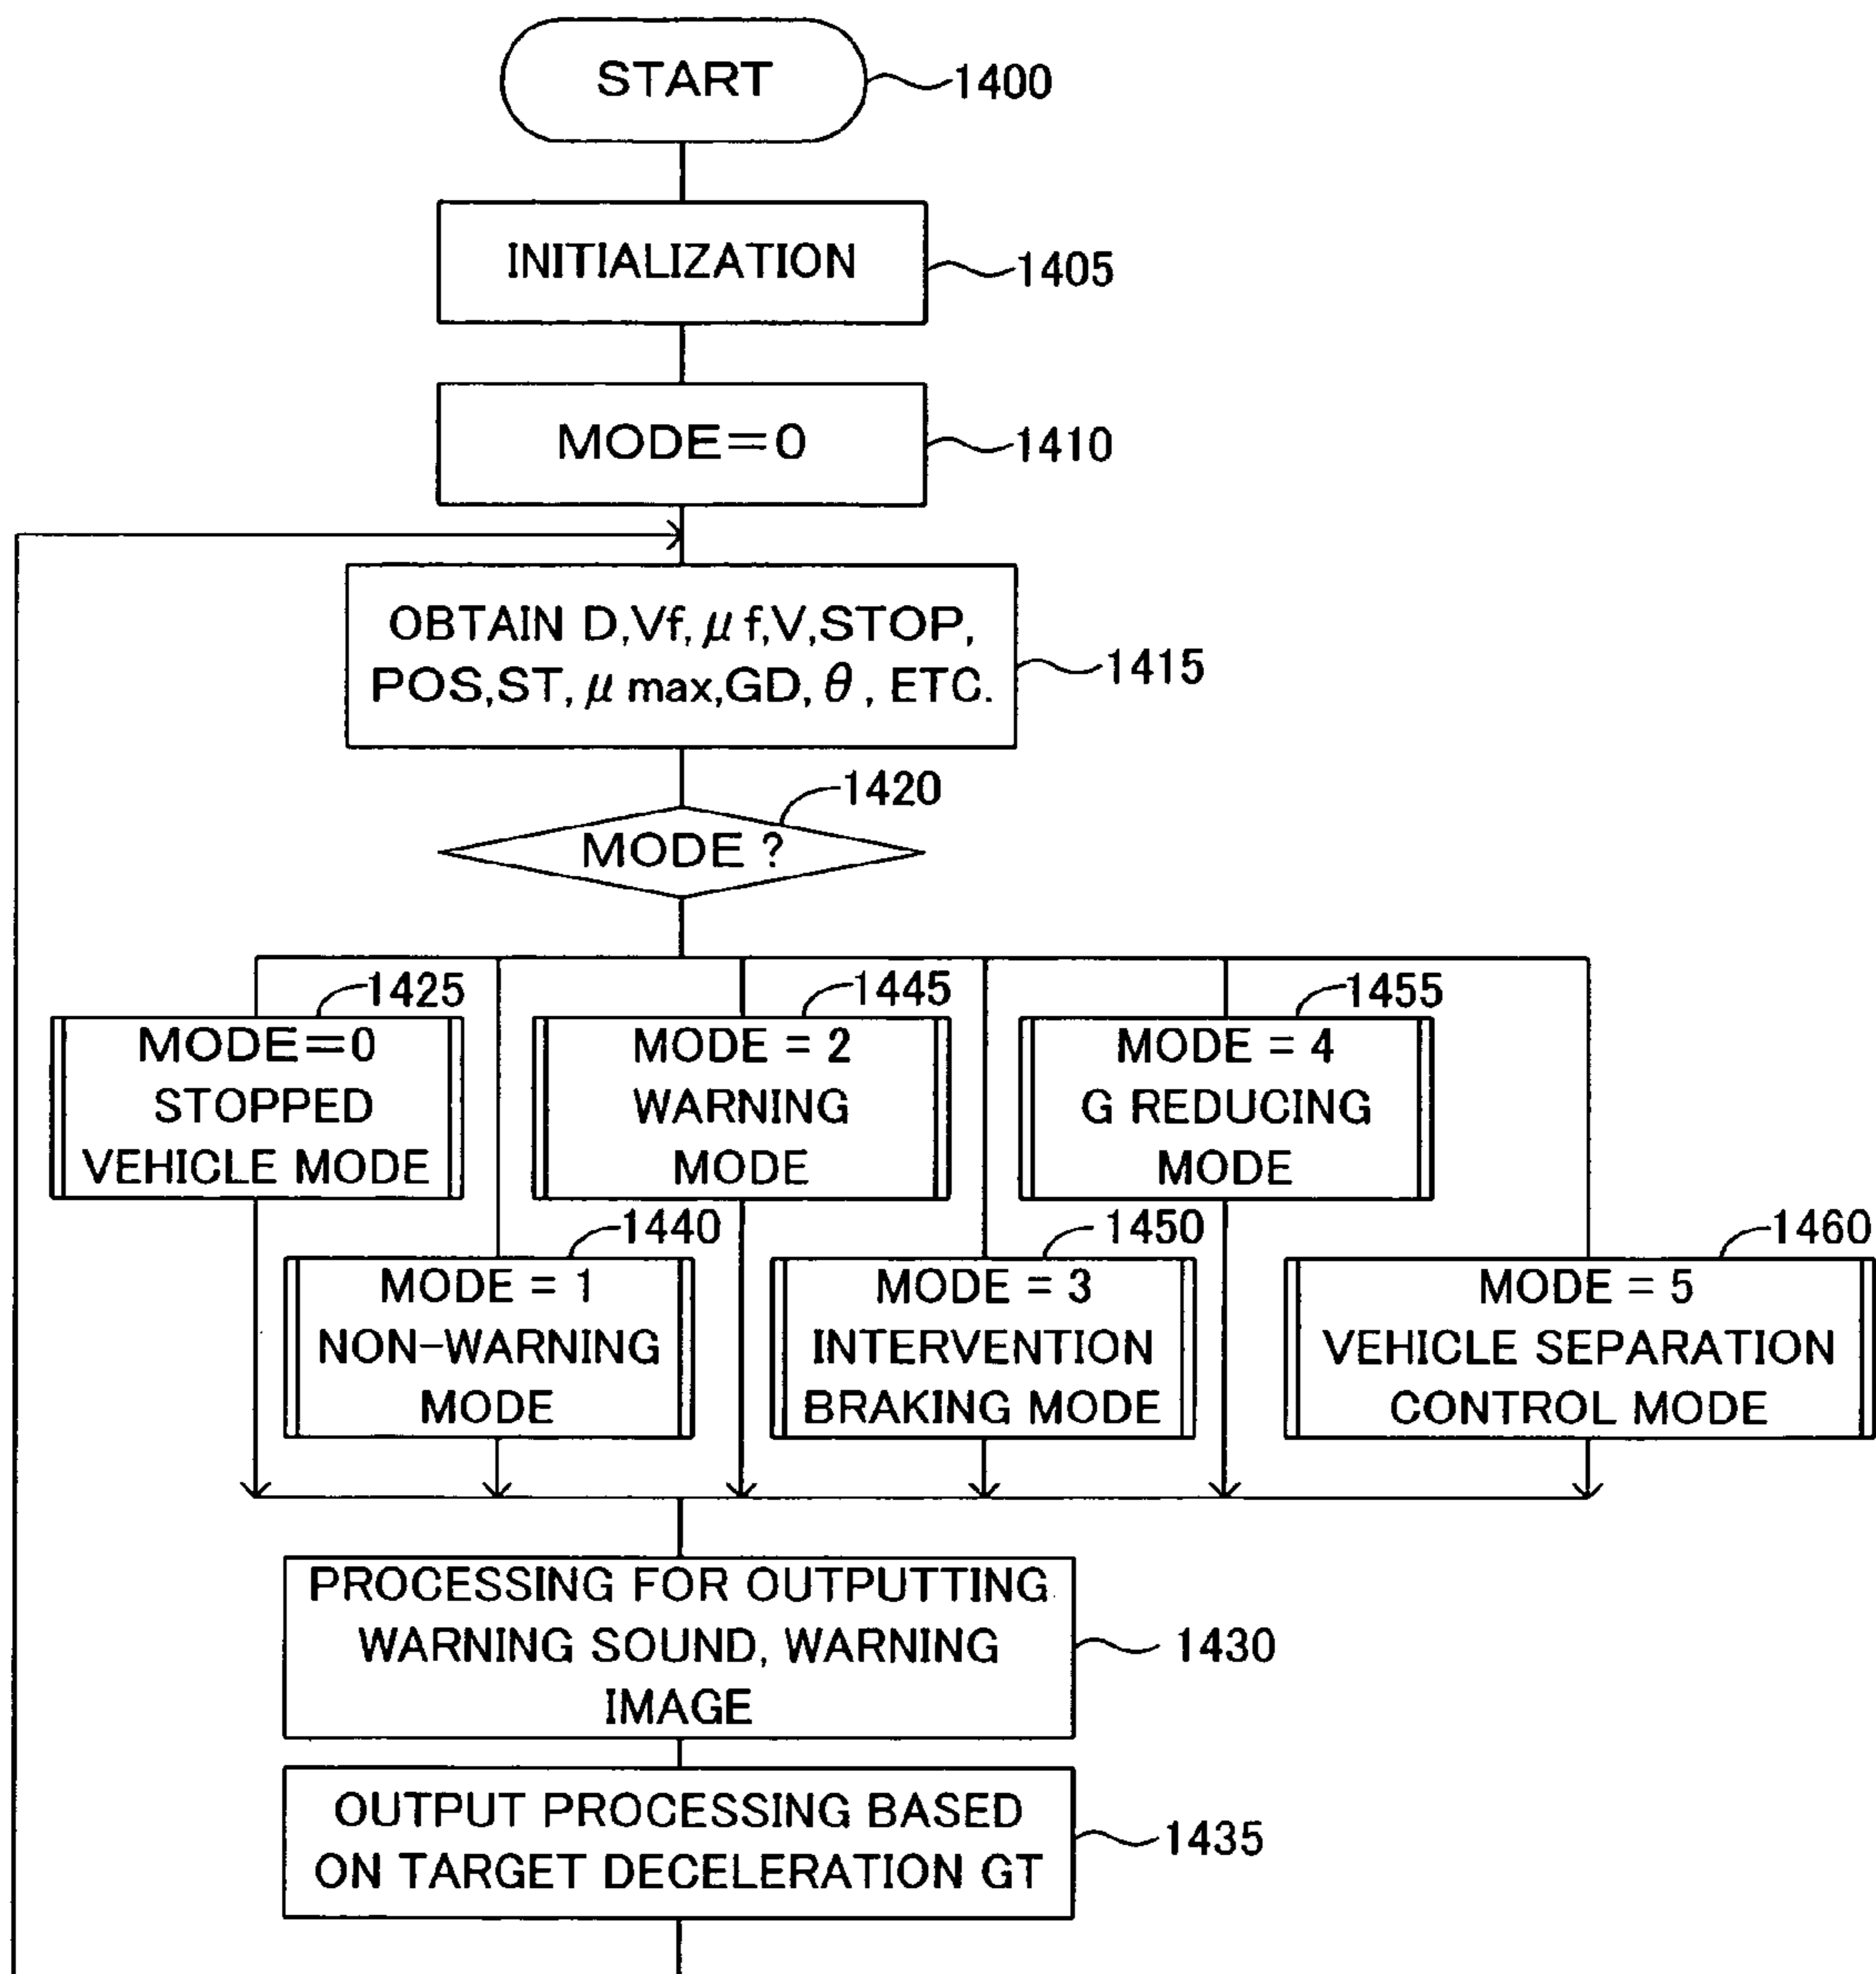 START
1400
INITIALIZATION
1405
MODE=0
1410
OBTAIN D,Vf,μf,V,STOP,
POS,ST,μmax,GD,θ, ETC.
1415
1420
MODE ?
1425
MODE=0
STOPPED
VEHICLE MODE
1445
MODE = 2
WARNING
MODE
1455
MODE = 4
G REDUCING
MODE
1440
MODE = 1
NON-WARNING
MODE
1450
MODE = 3
INTERVENTION
BRAKING MODE
1460
MODE = 5
VEHICLE SEPARATION
CONTROL MODE
PROCESSING FOR OUTPUTTING
WARNING SOUND, WARNING
IMAGE
1430
OUTPUT PROCESSING BASED
ON TARGET DECELERATION GT
1435